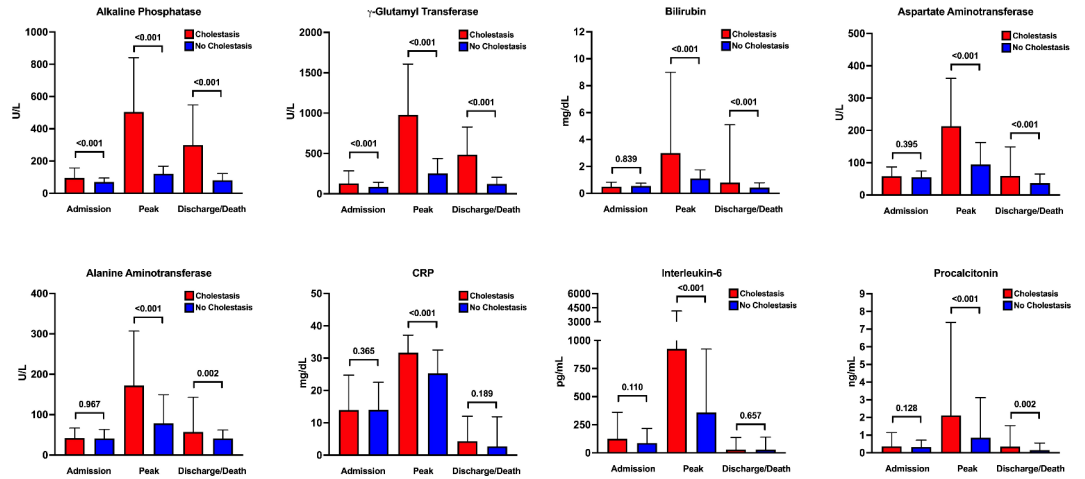 Alkaline Phosphatase
1000
800
600
400
200
0
U/L
<0.001
<0.001
<0.001
Cholestasis
No Cholestasis
Admission Peak Discharge/Death
γ-Glutamyl Transferase
2000
1500
1000
500
0
U/L
<0.001
<0.001
<0.001
Cholestasis
No Cholestasis
Admission Peak Discharge/Death
Bilirubin
12
10
8
6
4
2
0
mg/dL
0.839
<0.001
<0.001
Cholestasis
No Cholestasis
Admission Peak Discharge/Death
Aspartate Aminotransferase
500
400
300
200
100
0
U/L
0.395
<0.001
<0.001
Cholestasis
No Cholestasis
Admission Peak Discharge/Death
Alanine Aminotransferase
400
300
200
100
0
U/L
0.967
<0.001
0.002
Cholestasis
No Cholestasis
Admission Peak Discharge/Death
CRP
50
40
30
20
10
0
mg/dL
0.365
<0.001
0.189
Cholestasis
No Cholestasis
Admission Peak Discharge/Death
Interleukin-6
6000
5000
4000
3000
1000
750
500
250
0
pg/mL
0.110
<0.001
0.657
Cholestasis
No Cholestasis
Admission Peak Discharge/Death
Procalcitonin
9
8
7
6
5
4
3
2
1
0
ng/mL
0.128
<0.001
0.002
Cholestasis
No Cholestasis
Admission Peak Discharge/Death